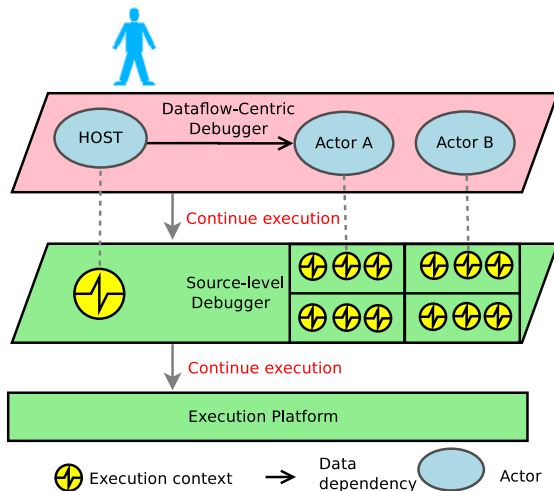 Dataflow-Centric
Debugger
HOST
Actor A
Actor B
Continue execution
Source-level
Debugger
Continue execution
Execution Platform
Execution context
Data
dependency
Actor